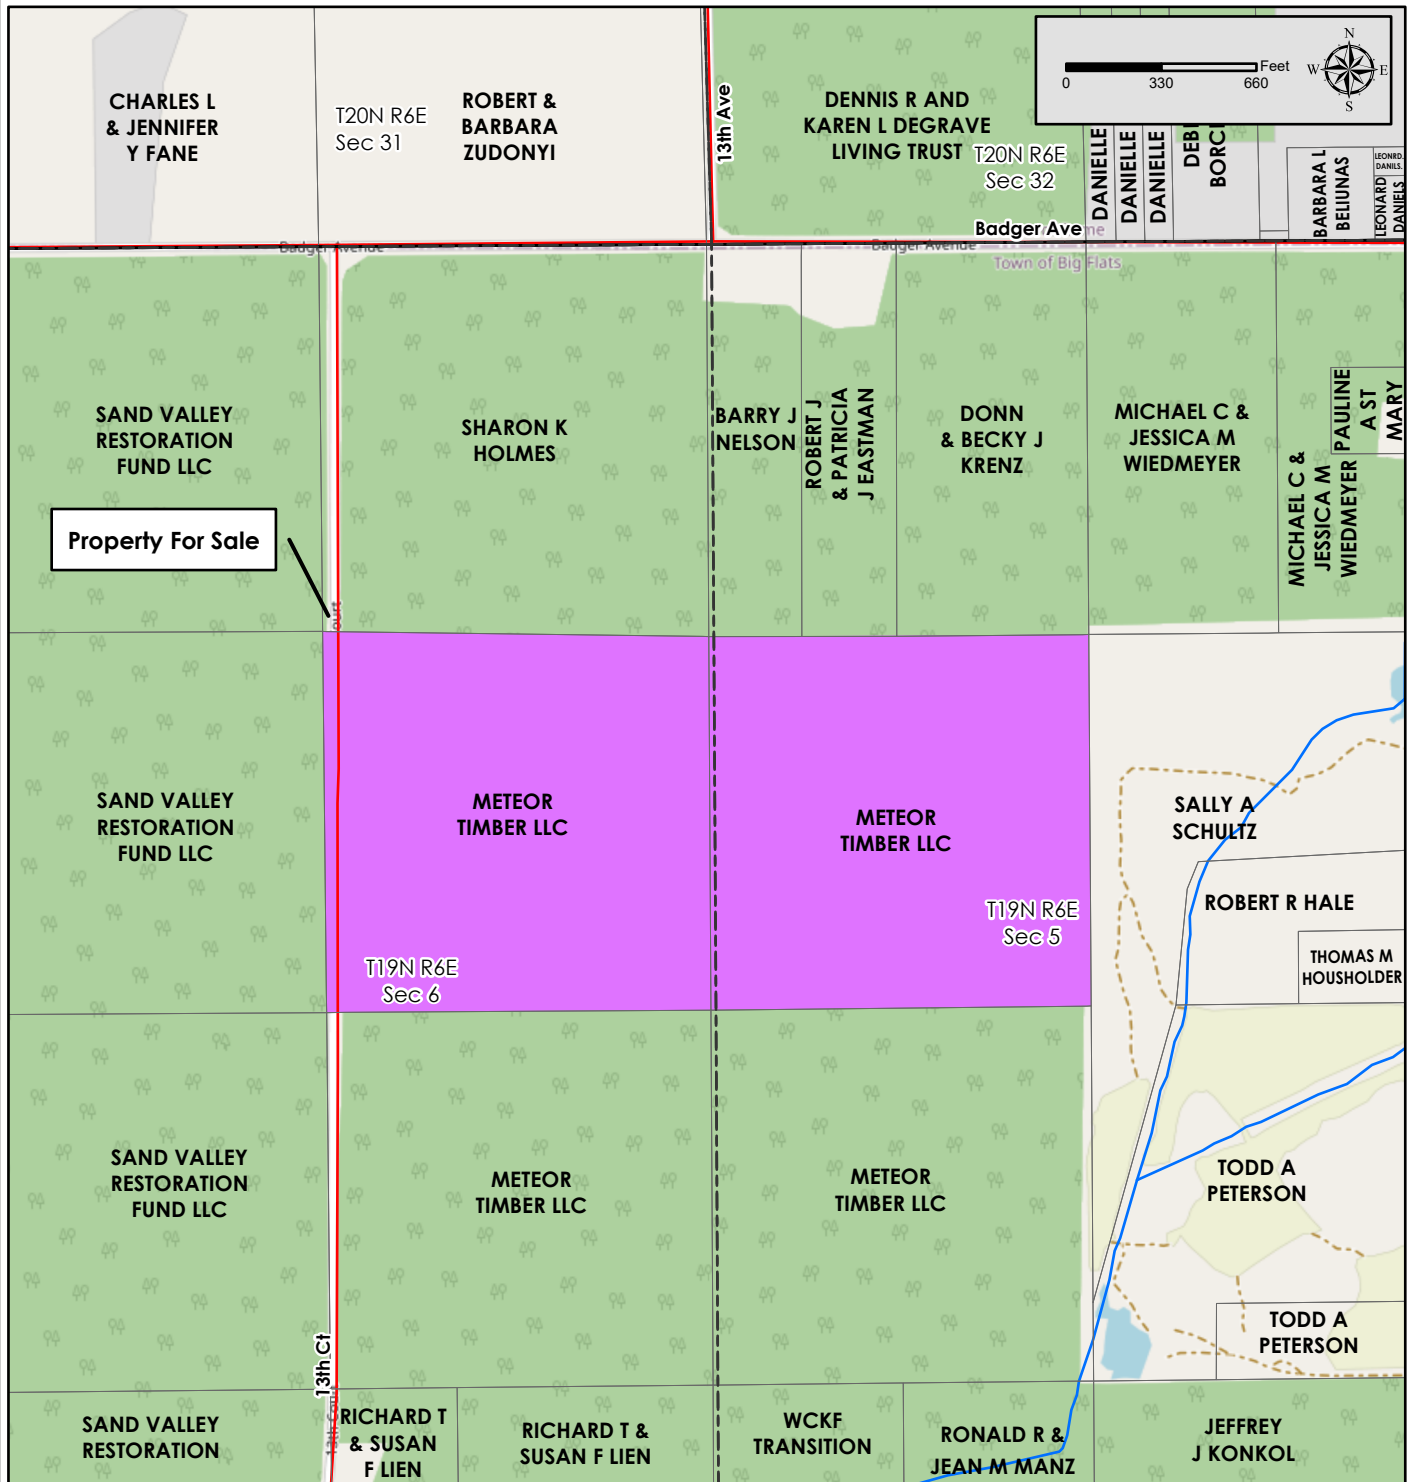 N
W
E
S
Feet
0
330
660
CHARLES L
& JENNIFER
Y FANE
T20N R6E
Sec 31
ROBERT &
BARBARA
ZUDONYI
13th Ave
DENNIS R AND
KAREN L DEGRAVE
LIVING TRUST
T20N R6E
Sec 32
DANIELLE
DANIELLE
DANIELLE
BARBARA L
BELIUNAS
LEONARD
DANIELS
Badger Ave
Badger Avenue
Badger Avenue
Town of Big Flats
SAND VALLEY
RESTORATION
FUND LLC
SHARON K
HOLMES
BARRY J
NELSON
ROBERT J
& PATRICIA
J EASTMAN
DONN
& BECKY J
KRENZ
MICHAEL C &
JESSICA M
WIEDMEYER
MICHAEL C &
JESSICA M
WIEDMEYER
PAULINE
A ST
MARY
Property For Sale
SAND VALLEY
RESTORATION
FUND LLC
METEOR
TIMBER LLC
METEOR
TIMBER LLC
SALLY A
SCHULTZ
ROBERT R HALE
T19N R6E
Sec 5
THOMAS M
HOUSHOLDER
T19N R6E
Sec 6
SAND VALLEY
RESTORATION
FUND LLC
METEOR
TIMBER LLC
METEOR
TIMBER LLC
TODD A
PETERSON
TODD A
PETERSON
13th Ct
13th Court
SAND VALLEY
RESTORATION
RICHARD T
& SUSAN
F LIEN
RICHARD T &
SUSAN F LIEN
WCKF
TRANSITION
RONALD R &
JEAN M MANZ
JEFFREY
J KONKOL